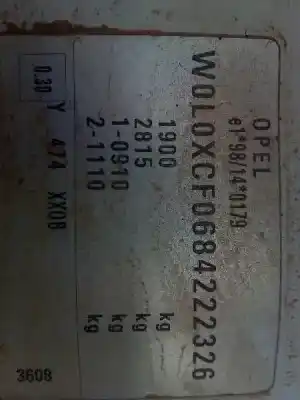 OPEL
e1*98/14*0179
W0L0XCF0684222326
1900 kg
2815 kg
1-0910 kg
2-1110 kg
0.30 Y 474 XX0B
3608